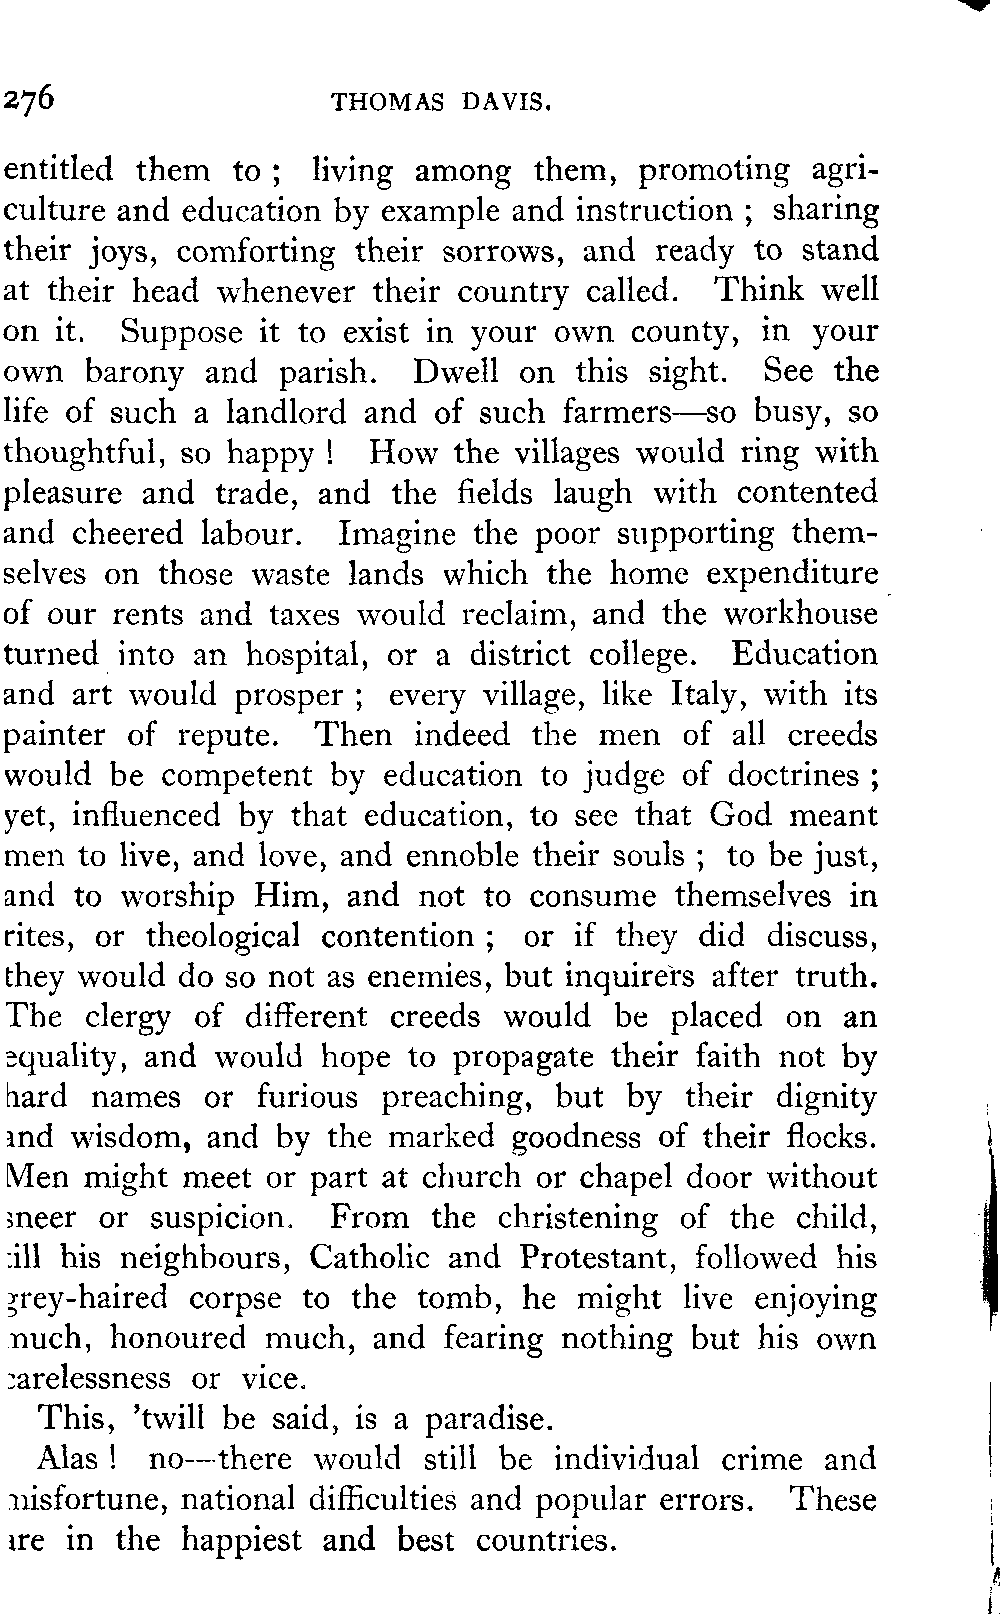 276 THOMAS DAVIS.
entitled them to ; living among them, promoting agri-
culture and education by example and instruction ; sharing
their joys, comforting their sorrows, and ready to stand
at their head whenever their country called. Think well
on it. Suppose it to exist in your own county, in your
own barony and parish. Dwell on this sight. See the
life of such a landlord and of such farmers—so busy, so
thoughtful, so happy ! How the villages would ring with
pleasure and trade, and the fields laugh with contented
and cheered labour. Imagine the poor supporting them-
selves on those waste lands which the home expenditure
of our rents and taxes would reclaim, and the workhouse
turned into an hospital, or a district college. Education
and art would prosper ; every village, like Italy, with its
painter of repute. Then indeed the men of all creeds
would be competent by education to judge of doctrines ;
yet, influenced by that education, to see that God meant
men to live, and love, and ennoble their souls ; to be just,
and to worship Him, and not to consume themselves in
rites, or theological contention ; or if they did discuss,
they would do so not as enemies, but inquirers after truth.
The clergy of different creeds would be placed on an
equality, and would hope to propagate their faith not by
hard names or furious preaching, but by their dignity
and wisdom, and by the marked goodness of their flocks.
Men might meet or part at church or chapel door without
sneer or suspicion. From the christening of the child,
till his neighbours, Catholic and Protestant, followed his
grey-haired corpse to the tomb, he might live enjoying
much, honoured much, and fearing nothing but his own
carelessness or vice.
This, 'twill be said, is a paradise.
Alas ! no—there would still be individual crime and
misfortune, national difficulties and popular errors. These
are in the happiest and best countries.